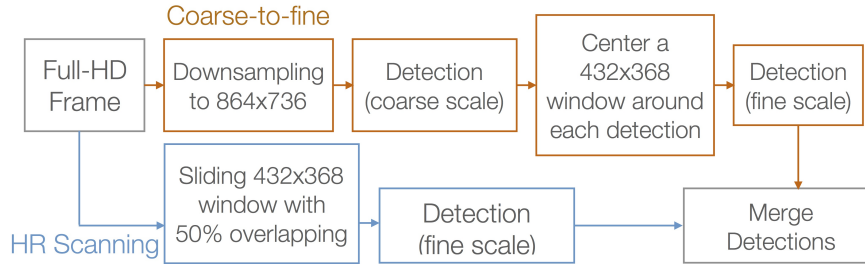 Coarse-to-fine
Full-HD
Frame
Downsampling
to 864x736
Detection
(coarse scale)
Center a
432x368
window around
each detection
Detection
(fine scale)
HR Scanning
Sliding 432x368
window with
50% overlapping
Detection
(fine scale)
Merge
Detections